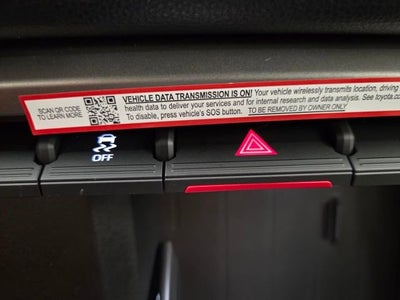 SCAN QR CODE
TO LEARN MORE
VEHICLE DATA TRANSMISSION IS ON! Your vehicle wirelessly transmits location, driving
health data to deliver your services and for internal research and data analysis. See toyota.co
To disable, press vehicle's SOS button. TO BE REMOVED BY OWNER ONLY
OFF